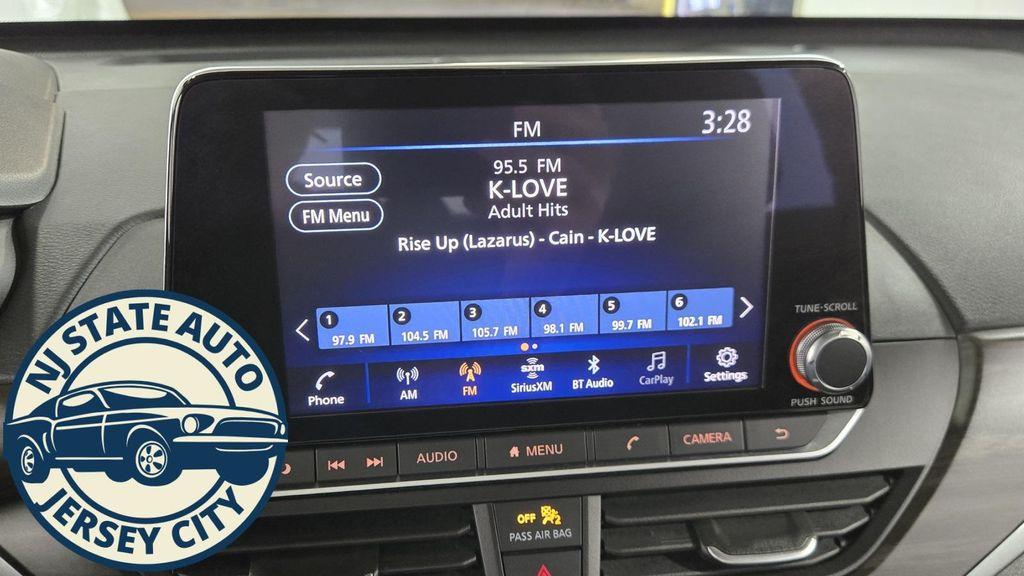 FM
3:28
Source
95.5 FM
K-LOVE
FM Menu
Adult Hits
Rise Up (Lazarus) - Cain - K-LOVE
1 97.9 FM
2 104.5 FM
3 105.7 FM
4 98.1 FM
5 99.7 FM
6 102.1 FM
Phone
AM
FM
sxm
SiriusXM
BT Audio
CarPlay
Settings
TUNE·SCROLL
PUSH SOUND
AUDIO
MENU
CAMERA
OFF 2
PASS AIR BAG
NJ STATE AUTO
JERSEY CITY